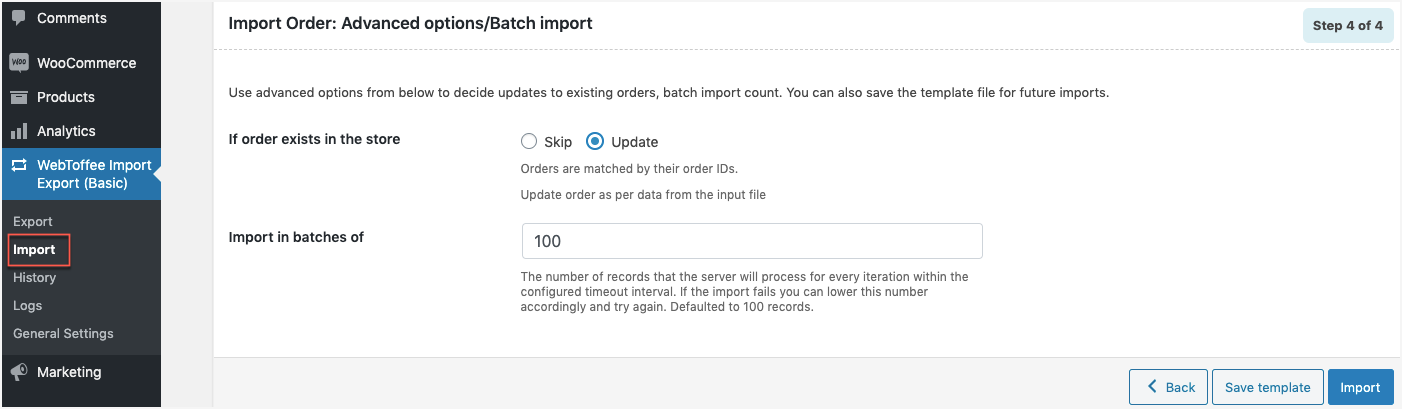 Comments
WOO
WooCommerce
Products
Analytics
WebToffee Import
Export (Basic)
Export
Import
History
Logs
General Settings
Marketing
Import Order: Advanced options/Batch import
Step 4 of 4
Use advanced options from below to decide updates to existing orders, batch import count. You can also save the template file for future imports.
If order exists in the store
Skip
Update
Orders are matched by their order IDs.
Update order as per data from the input file
Import in batches of
100
The number of records that the server will process for every iteration within the
configured timeout interval. If the import fails you can lower this number
accordingly and try again. Defaulted to 100 records.
Back
Save template
Import